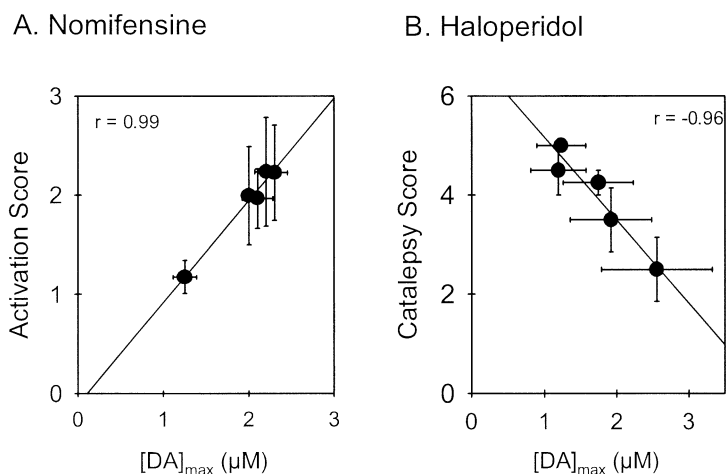 A. Nomifensine
B. Haloperidol
3
r = 0.99
2
1
0
Activation Score
0
1
2
3
[DA]max (µM)
6
r = -0.96
4
2
0
Catalepsy Score
0
1
2
[DA]max (µM)